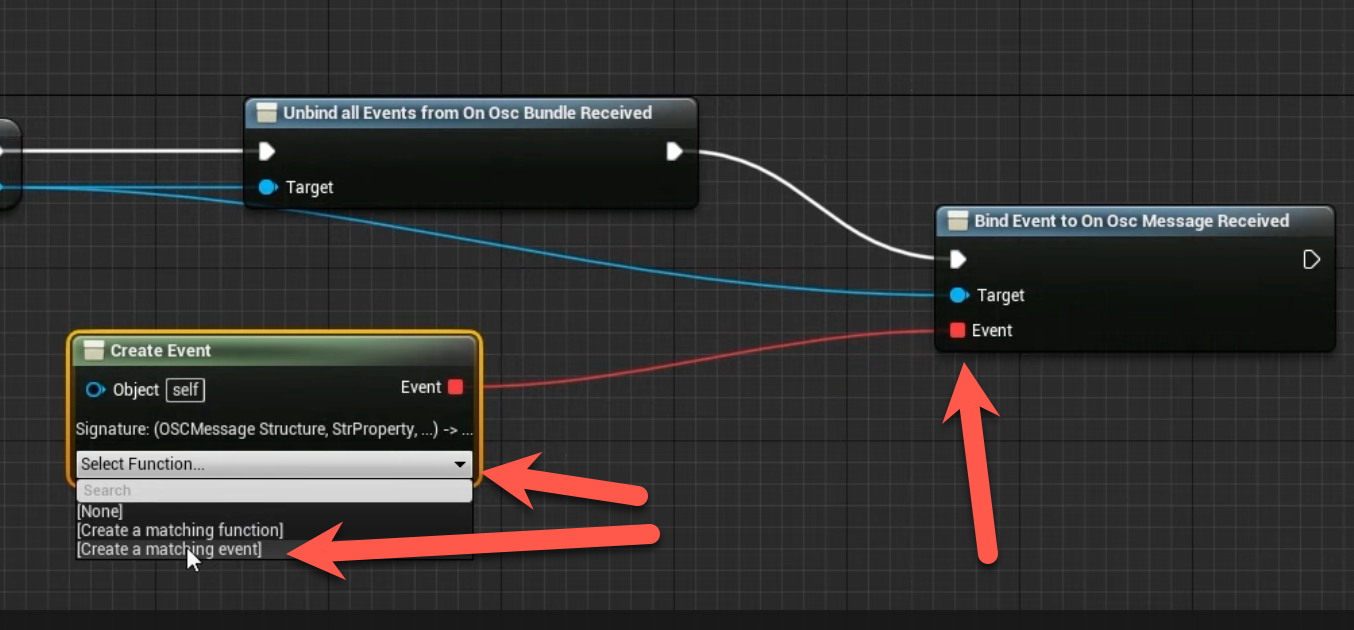 Unbind all Events from On Osc Bundle Received
Target
Bind Event to On Osc Message Received
Target
Event
Create Event
Object self
Event
Signature: (OSCMessage Structure, StrProperty, ...) -> ...
Select Function...
Search
[None]
[Create a matching function]
[Create a matching event]